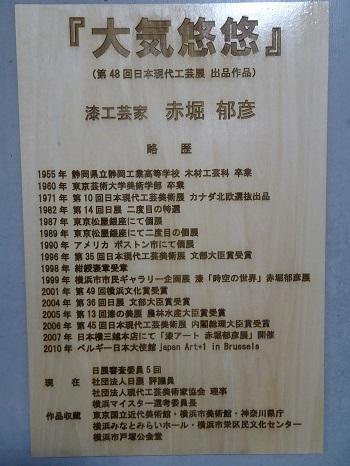 『大気悠悠』
（第48回日本現代工芸展 出品作品）
漆工芸家 赤堀 郁彦
略 歴
1955年 静岡県立静岡工業高等学校 木材工芸科 卒業
1960年 東京芸術大学美術学部 卒業
1971年 第10回日本現代工芸美術展 カナダ北欧選抜出品
1982年 第14回日展 二度目の特選
1987年 東京松屋銀座にて個展
1989年 東京松屋銀座にて二度目の個展
1990年 アメリカ ボストン市にて個展
1996年 第35回日本現代工芸美術展 文部大臣賞受賞
1998年 紺綬褒章受章
1999年 横浜市市民ギャラリー企画展 漆「時空の世界」赤堀郁彦展
2001年 第49回横浜文化賞受賞
2004年 第36回日展 文部大臣賞受賞
2005年 第13回漆の美展 農林水産大臣賞受賞
2006年 第45回日本現代工芸美術展 内閣総理大臣賞受賞
2007年 日本橋三越本店にて「漆アート 赤堀郁彦展」開催
2010年 ベルギー日本大使館 japan Art+1 in Brussels
日展審査委員5回
現 在 社団法人日展 評議員
社団法人現代工芸美術家協会 理事
横浜マイスター選考委員長
作品収蔵 東京国立近代美術館・横浜市美術館・神奈川県庁
横浜みなとみらいホール・横浜市栄区民文化センター
横浜市戸塚公会堂